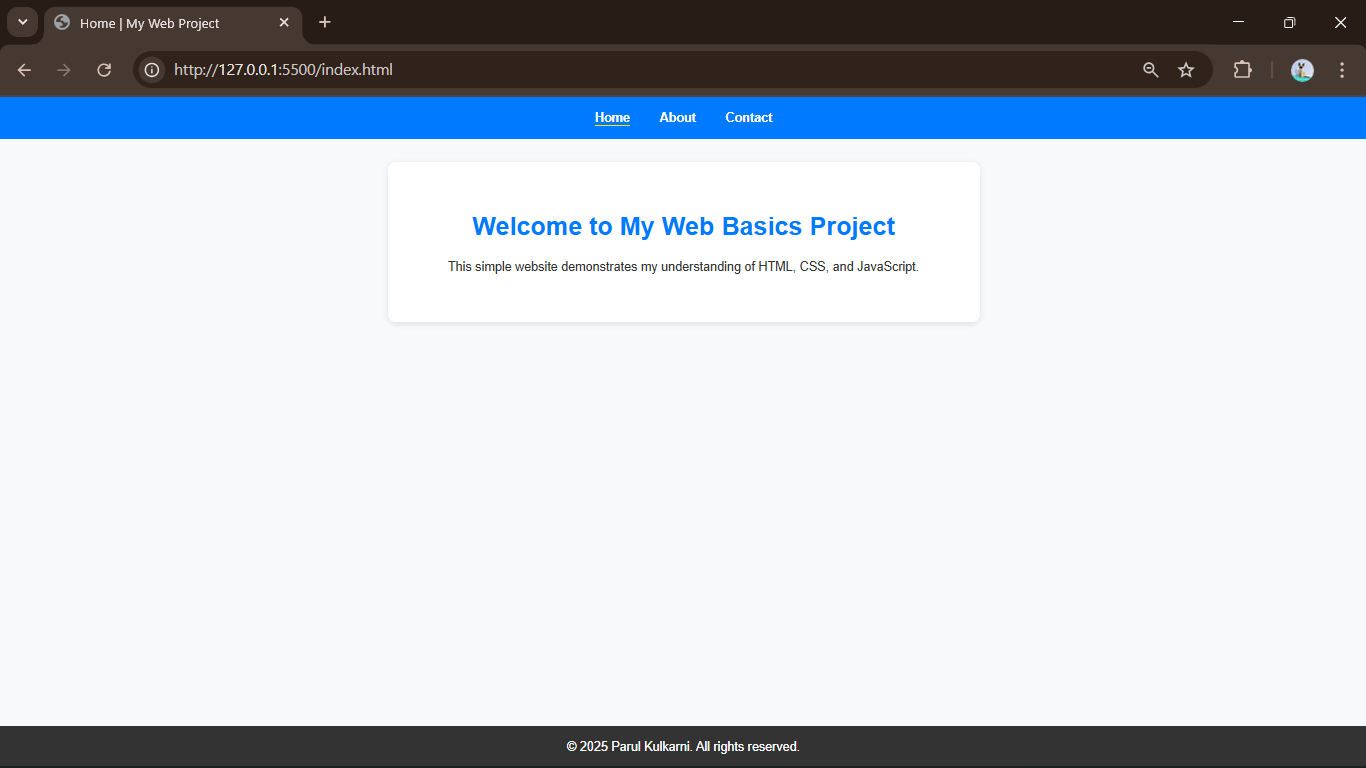 Home | My Web Project
http://127.0.0.1:5500/index.html
Home About Contact
Welcome to My Web Basics Project
This simple website demonstrates my understanding of HTML, CSS, and JavaScript.
© 2025 Parul Kulkarni. All rights reserved.